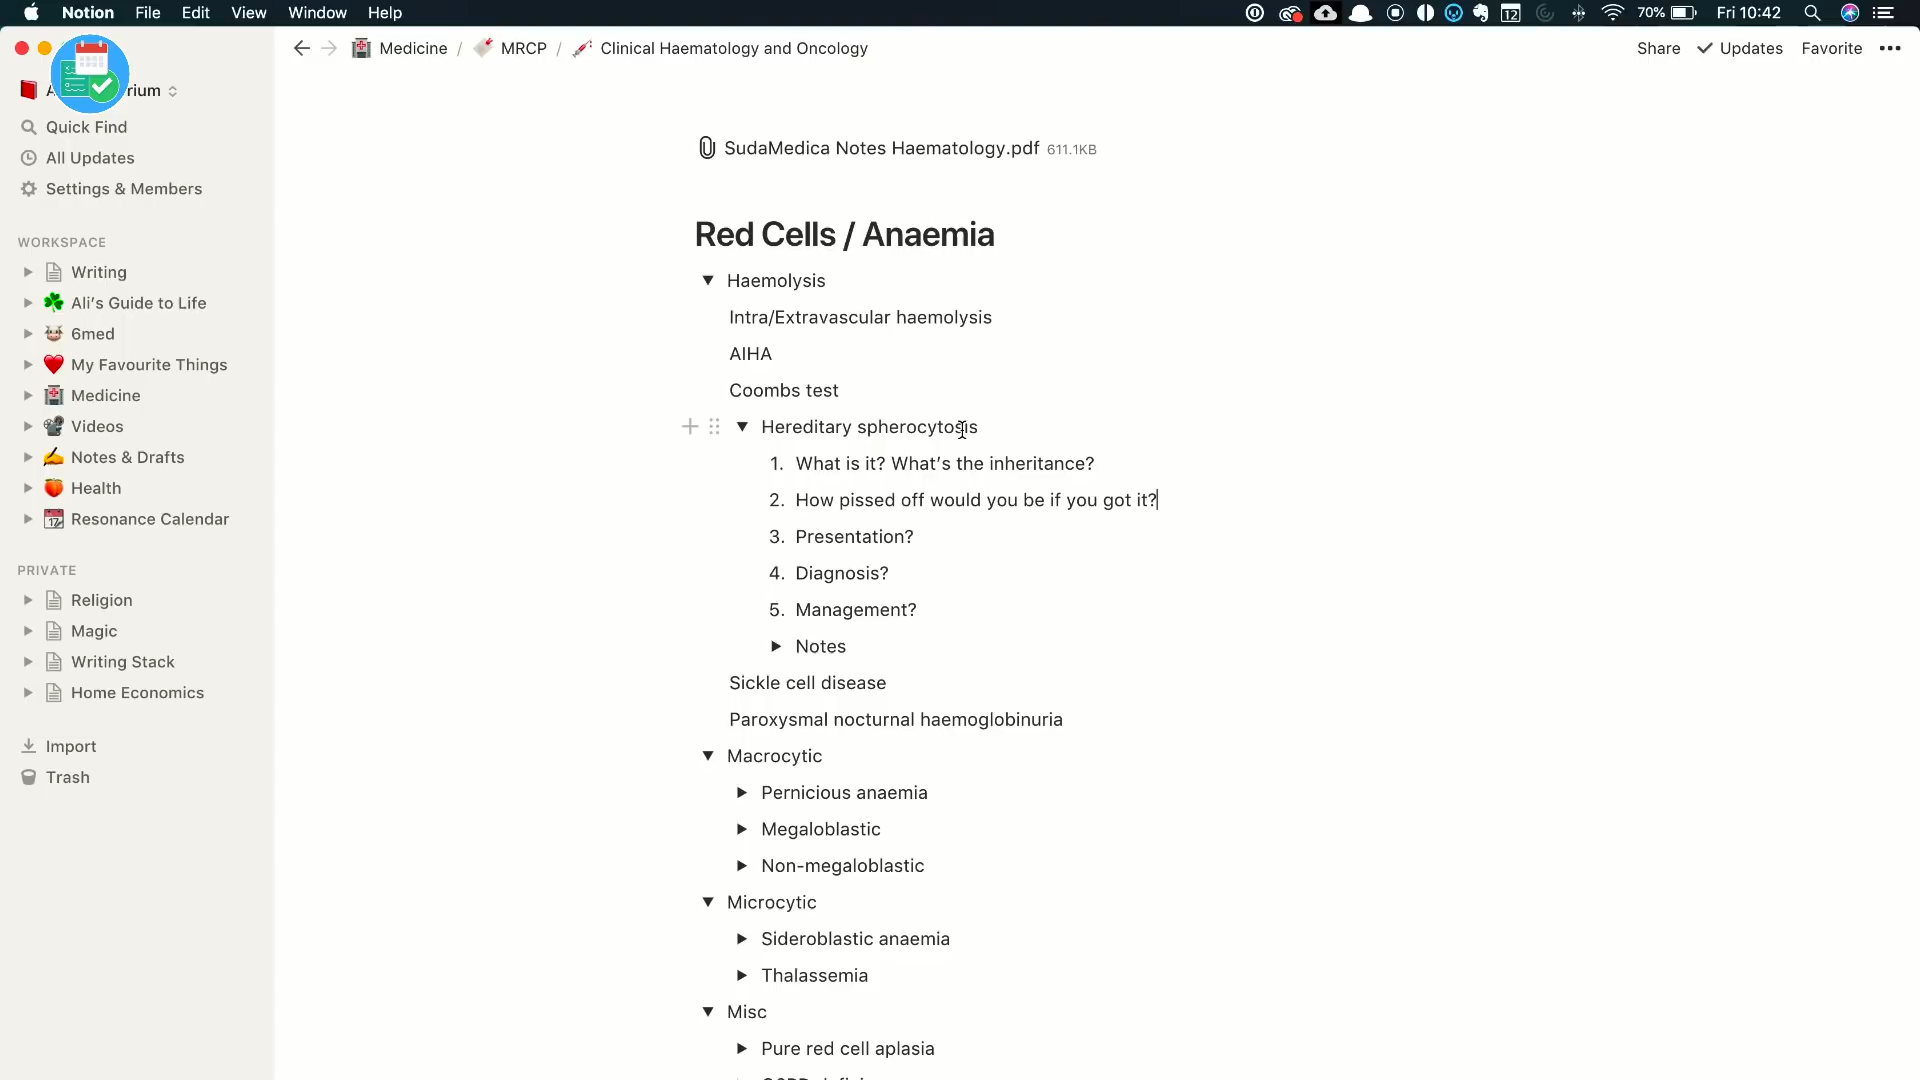 Notion File Edit View Window Help 12 70% Fri 10:42
Medicine / MRCP / Clinical Haematology and Oncology Share Updates Favorite
Quick Find
All Updates
Settings & Members
WORKSPACE
Writing
Ali's Guide to Life
6med
My Favourite Things
Medicine
Videos
Notes & Drafts
Health
Resonance Calendar
PRIVATE
Religion
Magic
Writing Stack
Home Economics
Import
Trash
SudaMedica Notes Haematology.pdf 611.1KB
Red Cells / Anaemia
Haemolysis
Intra/Extravascular haemolysis
AIHA
Coombs test
Hereditary spherocytosis
1. What is it? What's the inheritance?
2. How pissed off would you be if you got it?
3. Presentation?
4. Diagnosis?
5. Management?
Notes
Sickle cell disease
Paroxysmal nocturnal haemoglobinuria
Macrocytic
Pernicious anaemia
Megaloblastic
Non-megaloblastic
Microcytic
Sideroblastic anaemia
Thalassemia
Misc
Pure red cell aplasia